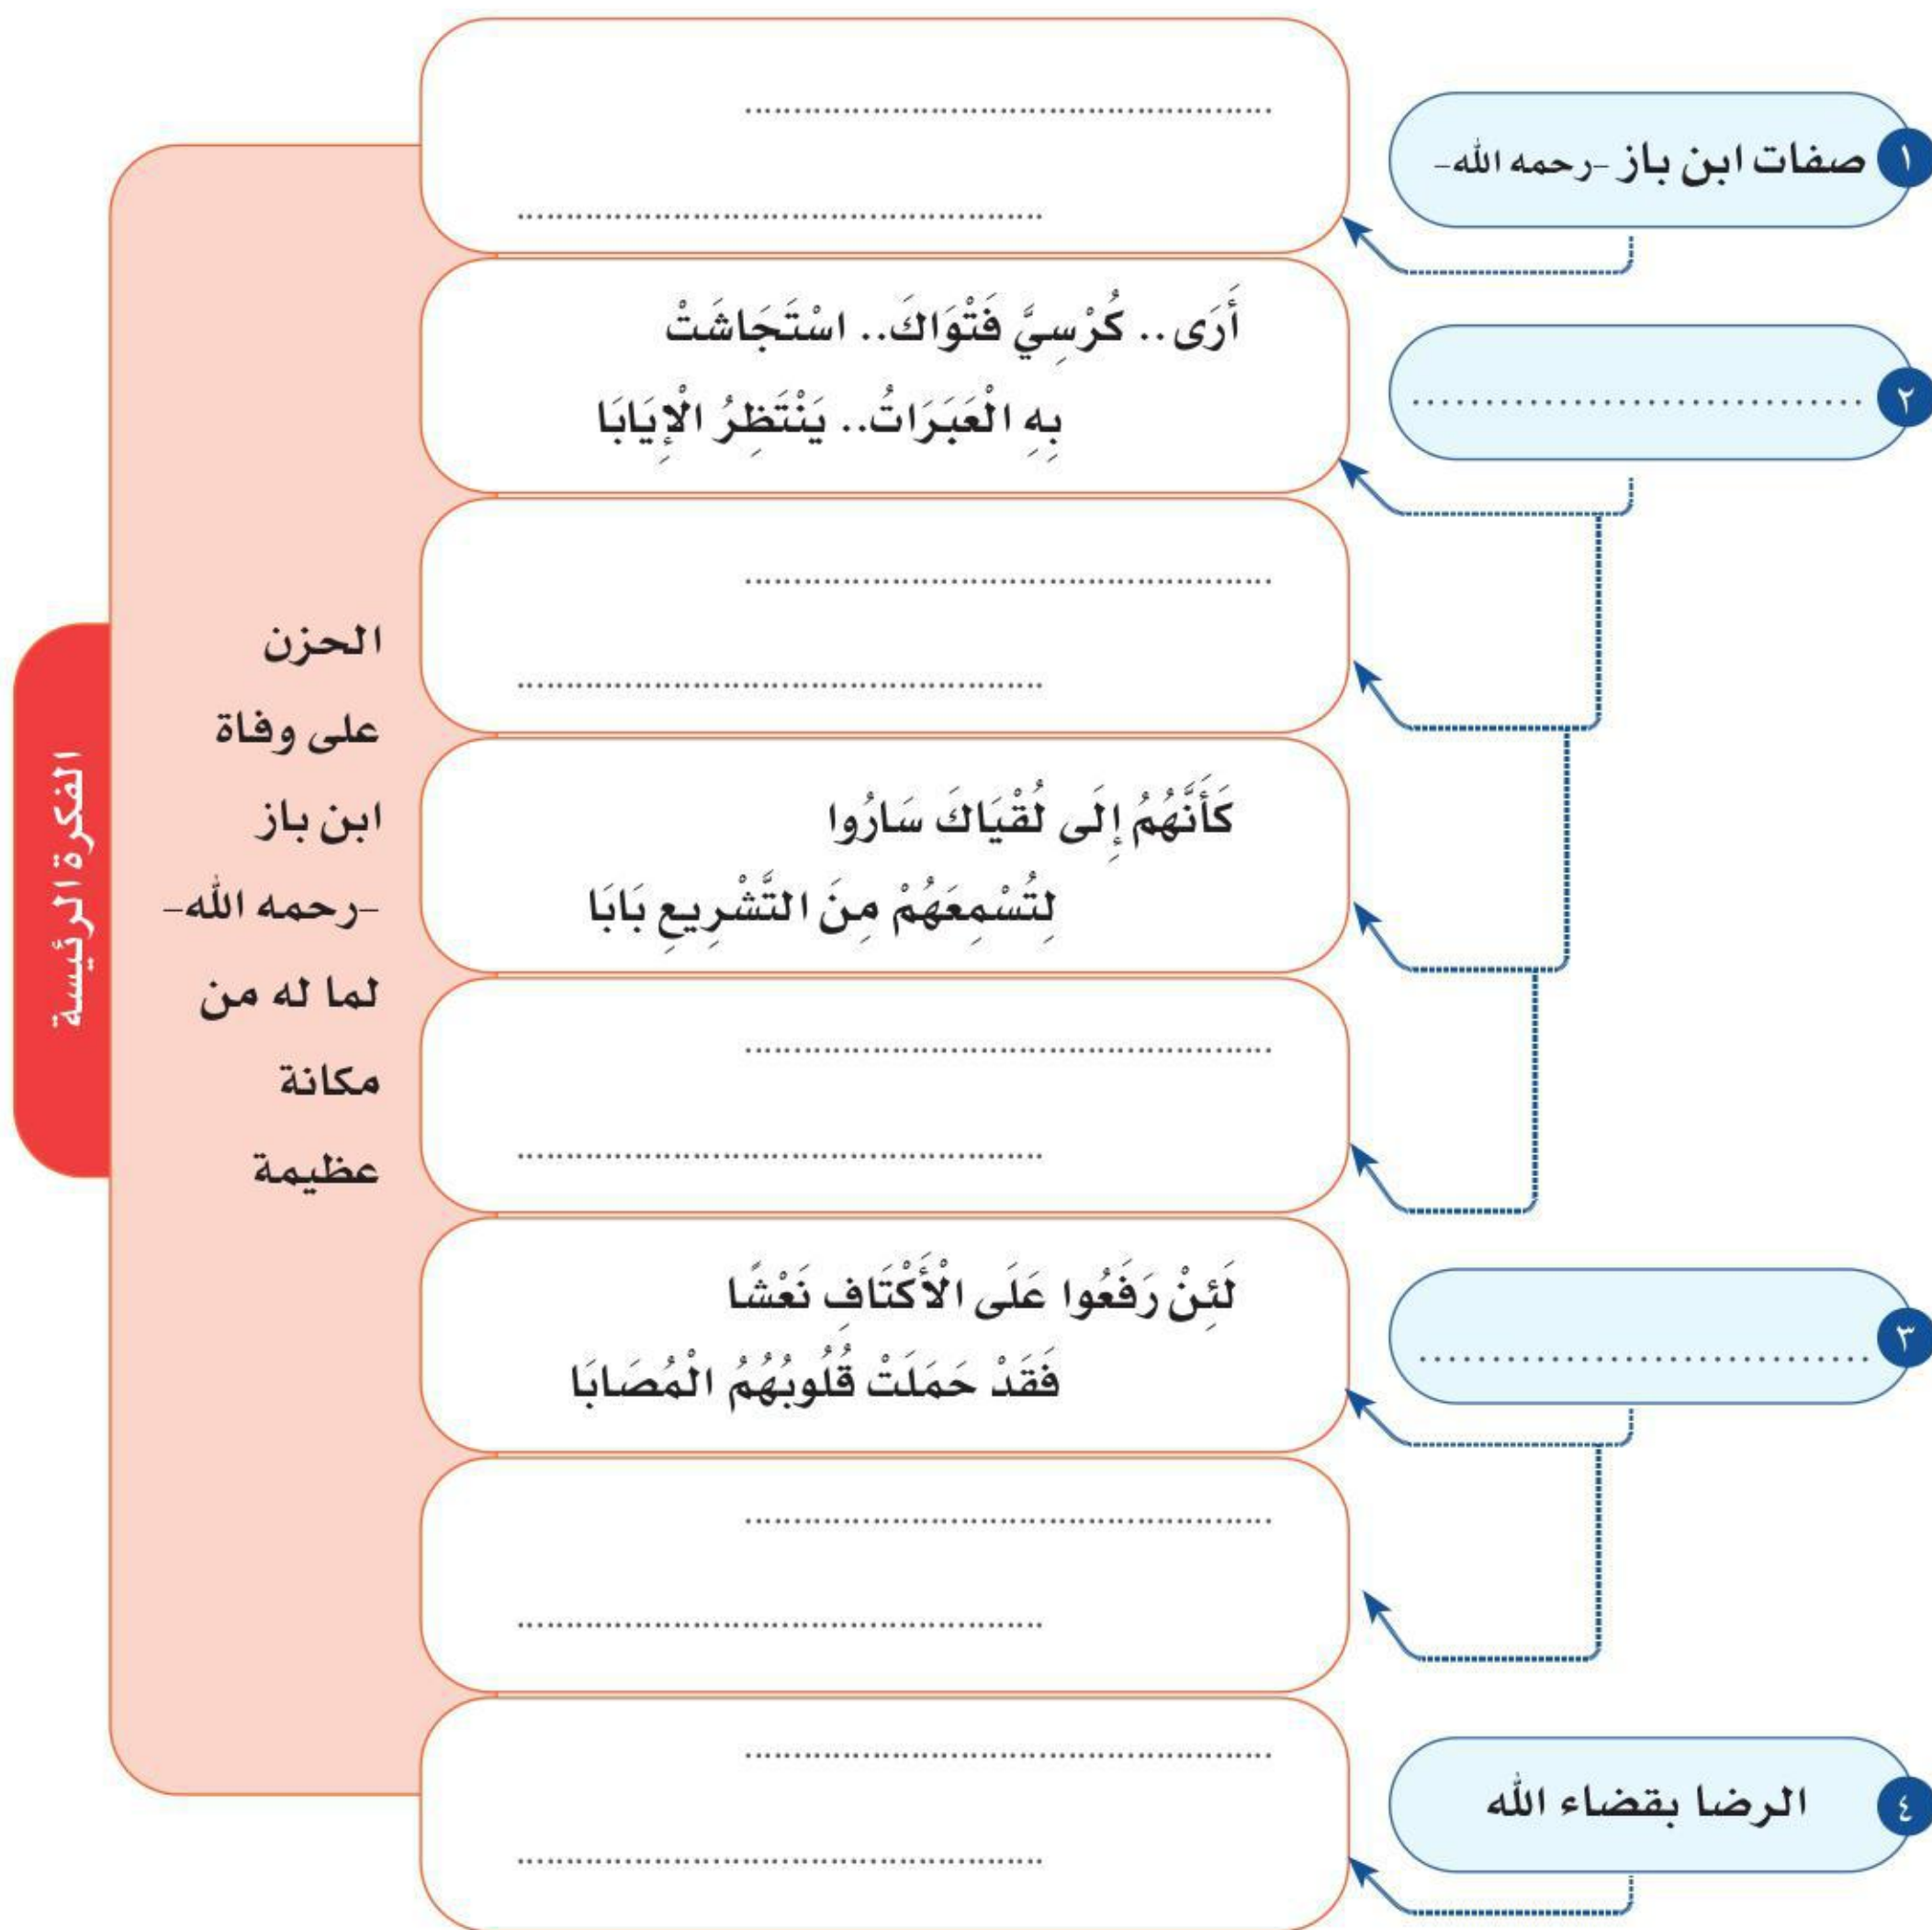 ١ صفات ابن باز -رحمه الله-
.....................................................
.....................................................
٢ ...............................
أَرَى.. كُرْسِيَّ فَتْوَاكَ.. اسْتَجَاشَتْ
بِهِ الْعَبَرَاتُ.. يَنْتَظِرُ الْإِيَابَا
.....................................................
.....................................................
كَأَنَّهُمُ إِلَى لُقْيَاكَ سَارُوا
لِتُسْمِعَهُمْ مِنَ التَّشْرِيعِ بَابَا
.....................................................
.....................................................
٣ ...............................
لَئِنْ رَفَعُوا عَلَى الْأَكْتَافِ نَعْشًا
فَقَدْ حَمَلَتْ قُلُوبُهُمُ الْمُصَابَا
.....................................................
.....................................................
٤ الرضا بقضاء الله
.....................................................
.....................................................
الحزن
على وفاة
ابن باز
-رحمه الله-
لما له من
مكانة
عظيمة
الفكرة الرئيسة